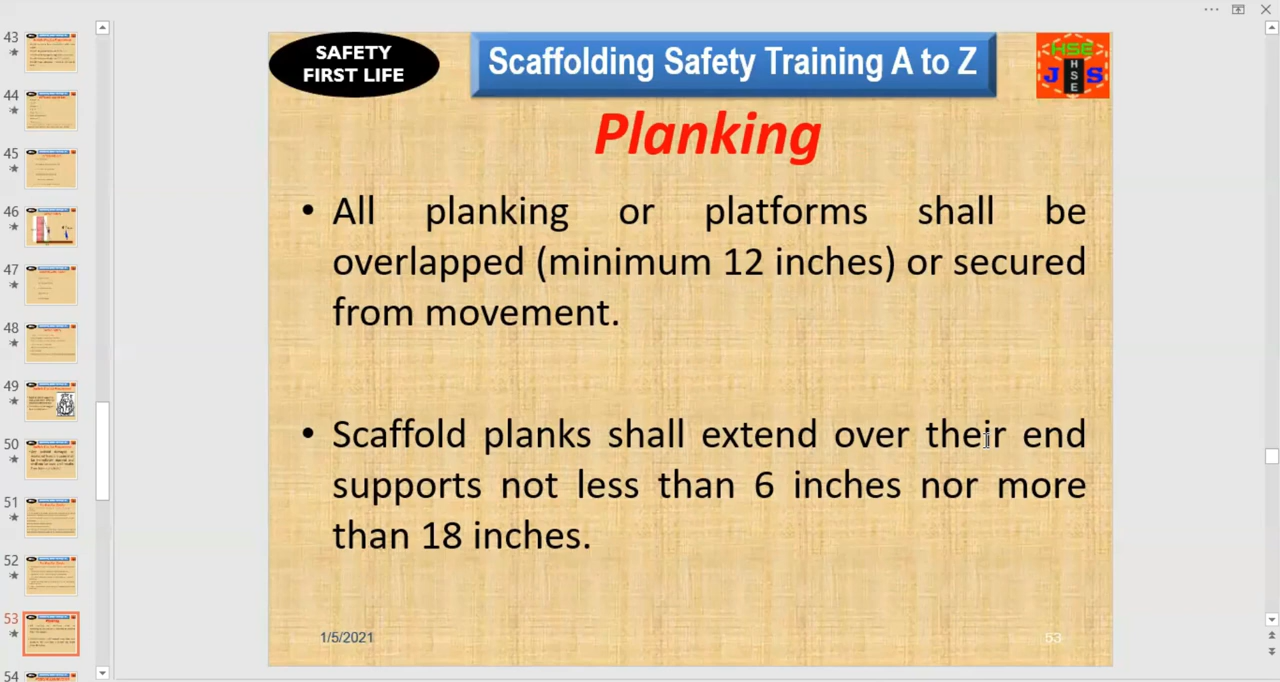 43
44
45
46
47
48
49
50
51
52
53
54
SAFETY
FIRST LIFE
Scaffolding Safety Training A to Z
HSE
J HSE S
Planking
• All planking or platforms shall be
overlapped (minimum 12 inches) or secured
from movement.
• Scaffold planks shall extend over their end
supports not less than 6 inches nor more
than 18 inches.
1/5/2021
53